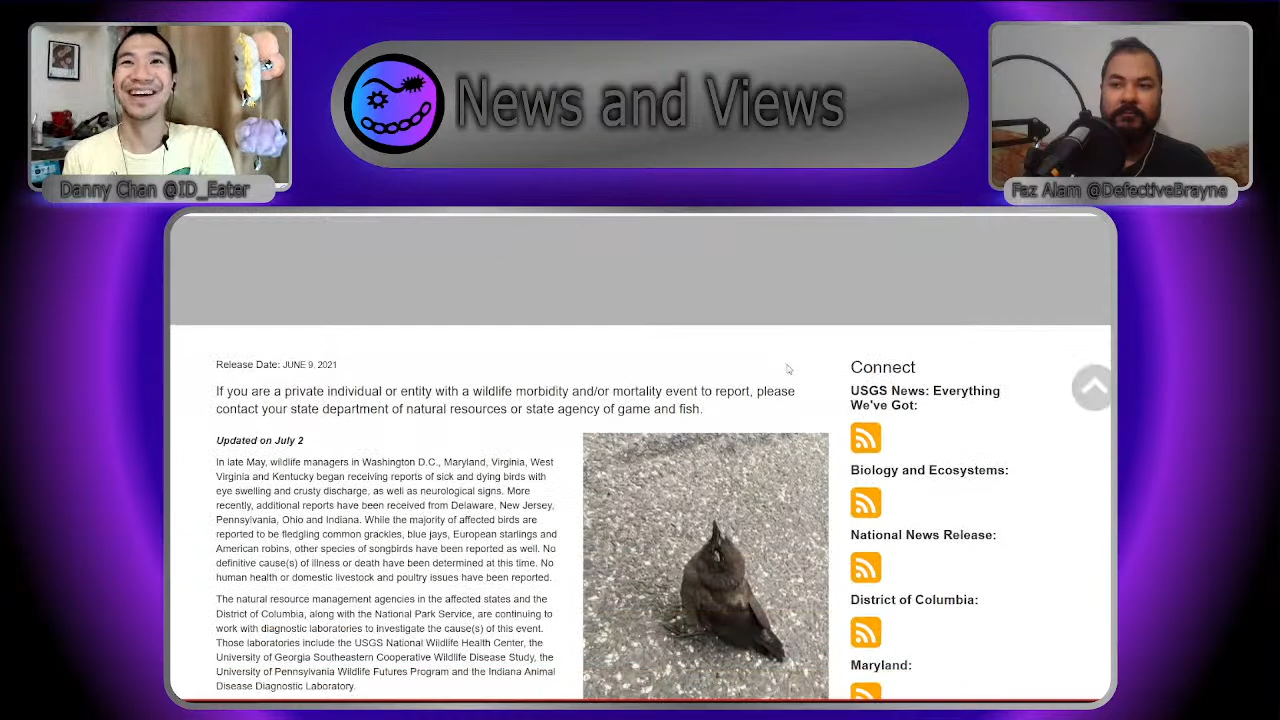 News and Views
Danny Chan @ID_Eater
Faz Alam @DefectiveBrayne
Release Date: JUNE 9, 2021
If you are a private individual or entity with a wildlife morbidity and/or mortality event to report, please
contact your state department of natural resources or state agency of game and fish.
Updated on July 2
In late May, wildlife managers in Washington D.C., Maryland, Virginia, West
Virginia and Kentucky began receiving reports of sick and dying birds with
eye swelling and crusty discharge, as well as neurological signs. More
recently, additional reports have been received from Delaware, New Jersey,
Pennsylvania, Ohio and Indiana. While the majority of affected birds are
reported to be fledgling common grackles, blue jays, European starlings and
American robins, other species of songbirds have been reported as well. No
definitive cause(s) of illness or death have been determined at this time. No
human health or domestic livestock and poultry issues have been reported.
The natural resource management agencies in the affected states and the
District of Columbia, along with the National Park Service, are continuing to
work with diagnostic laboratories to investigate the cause(s) of this event.
Those laboratories include the USGS National Wildlife Health Center, the
University of Georgia Southeastern Cooperative Wildlife Disease Study, the
University of Pennsylvania Wildlife Futures Program and the Indiana Animal
Disease Diagnostic Laboratory.
Connect
USGS News: Everything
We've Got:
Biology and Ecosystems:
National News Release:
District of Columbia:
Maryland: